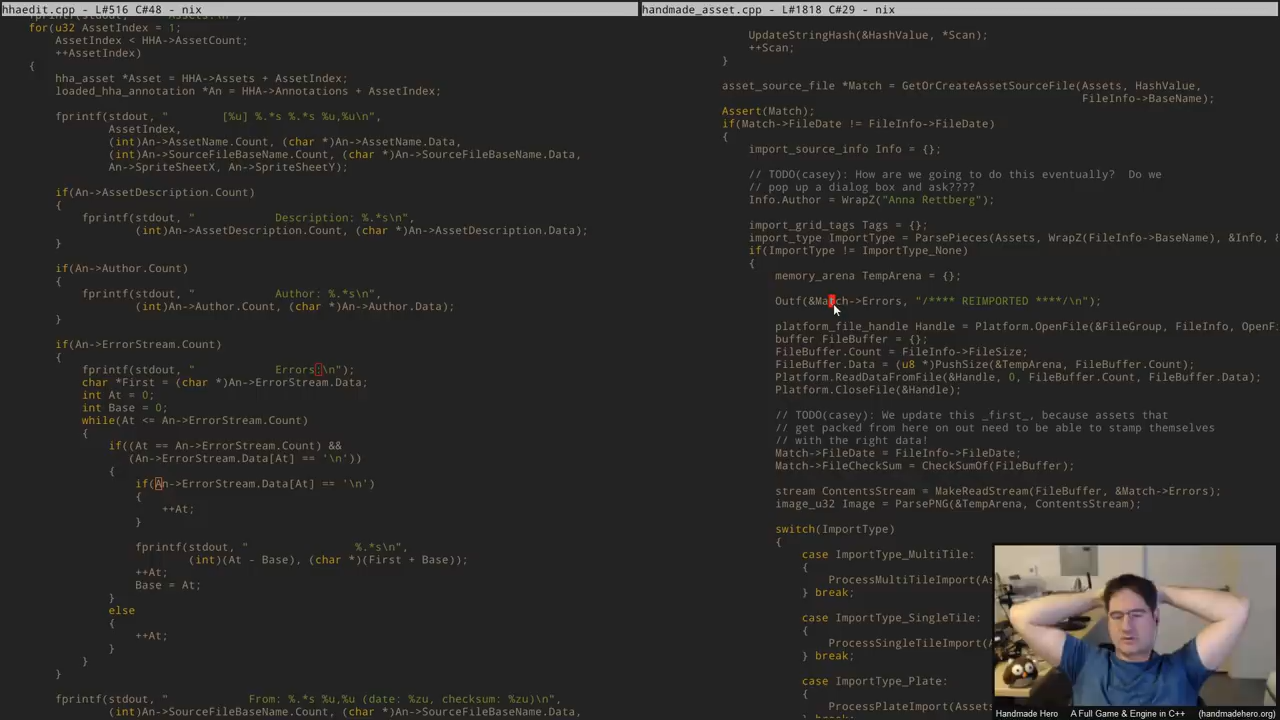 hhaedit.cpp - L#516 C#48 - nix
for(u32 AssetIndex = 1;
AssetIndex < HHA->AssetCount;
++AssetIndex)
{
hha_asset *Asset = HHA->Assets + AssetIndex;
loaded_hha_annotation *An = HHA->Annotations + AssetIndex;
fprintf(stdout, " [%u] %.*s %.*s %u,%u\n",
AssetIndex,
(int)An->AssetName.Count, (char *)An->AssetName.Data,
(int)An->SourceFileBaseName.Count, (char *)An->SourceFileBaseName.Data,
An->SpriteSheetX, An->SpriteSheetY);
if(An->AssetDescription.Count)
{
fprintf(stdout, " Description: %.*s\n",
(int)An->AssetDescription.Count, (char *)An->AssetDescription.Data);
}
if(An->Author.Count)
{
fprintf(stdout, " Author: %.*s\n",
(int)An->Author.Count, (char *)An->Author.Data);
}
if(An->ErrorStream.Count)
{
fprintf(stdout, " Errors:\n");
char *First = (char *)An->ErrorStream.Data;
int At = 0;
int Base = 0;
while(At <= An->ErrorStream.Count)
{
if((At == An->ErrorStream.Count) &&
(An->ErrorStream.Data[At] == '\n'))
{
if(An->ErrorStream.Data[At] == '\n')
{
++At;
}
fprintf(stdout, " %.*s\n",
(int)(At - Base), (char *)(First + Base));
++At;
Base = At;
}
else
{
++At;
}
}
}
fprintf(stdout, " From: %.*s %u,%u (date: %zu, checksum: %zu)\n",
(int)An->SourceFileBaseName.Count, (char *)An->SourceFileBaseName.Data,
handmade_asset.cpp - L#1818 C#29 - nix
UpdateStringHash(&HashValue, *Scan);
++Scan;
}
asset_source_file *Match = GetOrCreateAssetSourceFile(Assets, HashValue,
FileInfo->BaseName);
Assert(Match);
if(Match->FileDate != FileInfo->FileDate)
{
import_source_info Info = {};
// TODO(casey): How are we going to do this eventually? Do we
// pop up a dialog box and ask????
Info.Author = WrapZ("Anna Rettberg");
import_grid_tags Tags = {};
import_type ImportType = ParsePieces(Assets, WrapZ(FileInfo->BaseName), &Info, &
if(ImportType != ImportType_None)
{
memory_arena TempArena = {};
Outf(&Match->Errors, "/**** REIMPORTED ****/\n");
platform_file_handle Handle = Platform.OpenFile(&FileGroup, FileInfo, OpenF
buffer FileBuffer = {};
FileBuffer.Count = FileInfo->FileSize;
FileBuffer.Data = (u8 *)PushSize(&TempArena, FileBuffer.Count);
Platform.ReadDataFromFile(&Handle, 0, FileBuffer.Count, FileBuffer.Data);
Platform.CloseFile(&Handle);
// TODO(casey): We update this _first_, because assets that
// get packed from here on out need to be able to stamp themselves
// with the right data!
Match->FileDate = FileInfo->FileDate;
Match->FileCheckSum = CheckSumOf(FileBuffer);
stream ContentsStream = MakeReadStream(FileBuffer, &Match->Errors);
image_u32 Image = ParsePNG(&TempArena, ContentsStream);
switch(ImportType)
{
case ImportType_MultiTile:
{
ProcessMultiTileImport(As
} break;
case ImportType_SingleTile:
{
ProcessSingleTileImport(A
} break;
case ImportType_Plate:
{
ProcessPlateImport(Assets
} break;
Handmade Hero A Full Game & Engine in C++ (handmadehero.org)